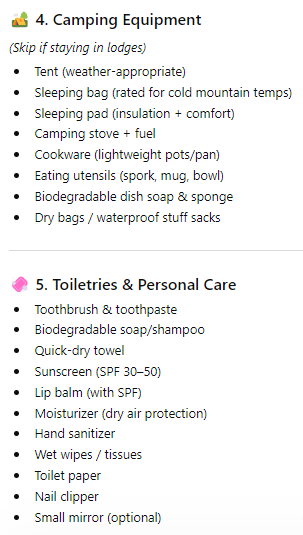 4. Camping Equipment
(Skip if staying in lodges)
• Tent (weather-appropriate)
• Sleeping bag (rated for cold mountain temps)
• Sleeping pad (insulation + comfort)
• Camping stove + fuel
• Cookware (lightweight pots/pan)
• Eating utensils (spork, mug, bowl)
• Biodegradable dish soap & sponge
• Dry bags / waterproof stuff sacks
5. Toiletries & Personal Care
• Toothbrush & toothpaste
• Biodegradable soap/shampoo
• Quick-dry towel
• Sunscreen (SPF 30–50)
• Lip balm (with SPF)
• Moisturizer (dry air protection)
• Hand sanitizer
• Wet wipes / tissues
• Toilet paper
• Nail clipper
• Small mirror (optional)